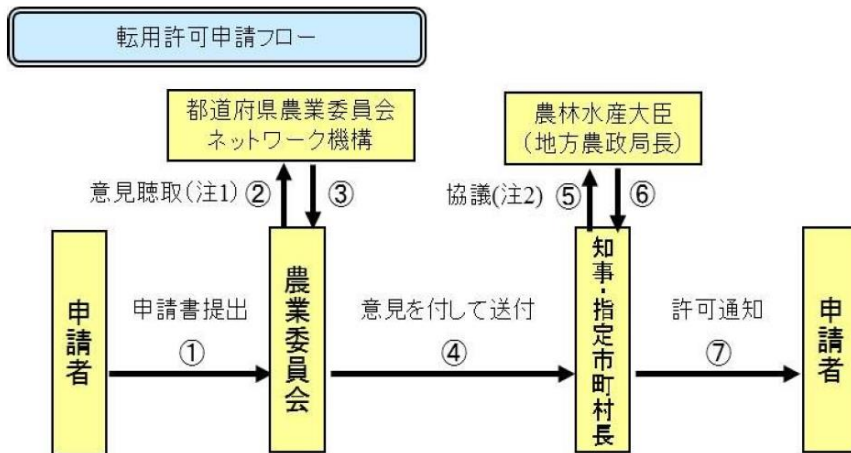 転用許可申請フロー
都道府県農業委員会
ネットワーク機構
農林水産大臣
（地方農政局長）
意見聴取(注1)
②
③
協議(注2)
⑤
⑥
申請者
申請書提出
①
農業委員会
意見を付して送付
④
知事・指定市町村長
許可通知
⑦
申請者